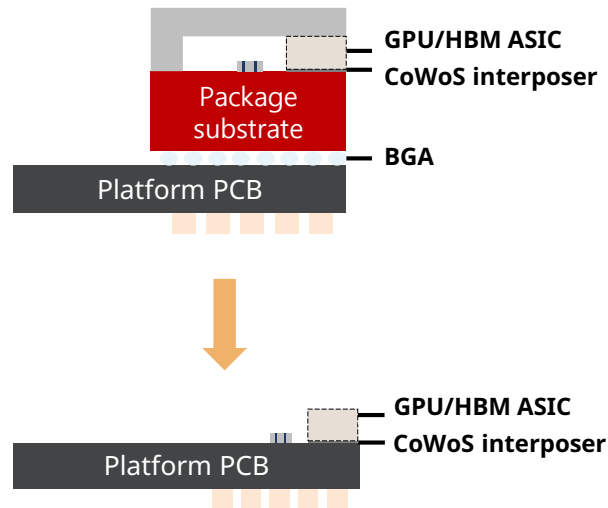 GPU/HBM ASIC
CoWoS interposer
Package
substrate
BGA
Platform PCB
GPU/HBM ASIC
CoWoS interposer
Platform PCB